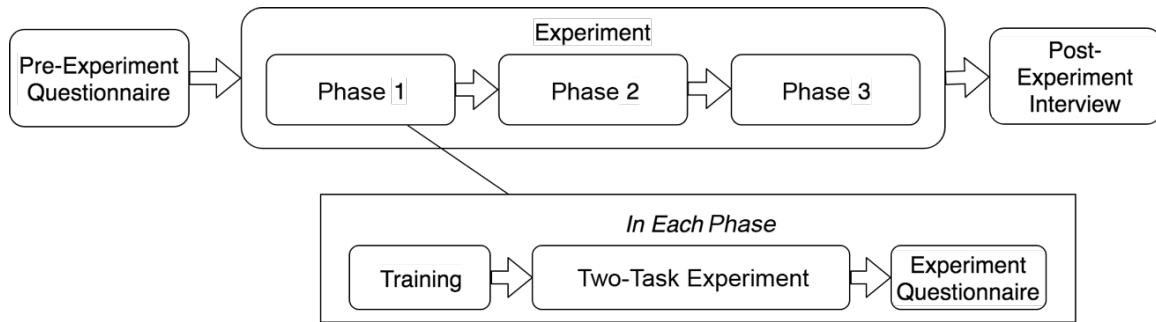 Experiment
Pre-Experiment
Questionnaire
Phase 1
Phase 2
Phase 3
Post-
Experiment
Interview
In Each Phase
Training
Two-Task Experiment
Experiment
Questionnaire